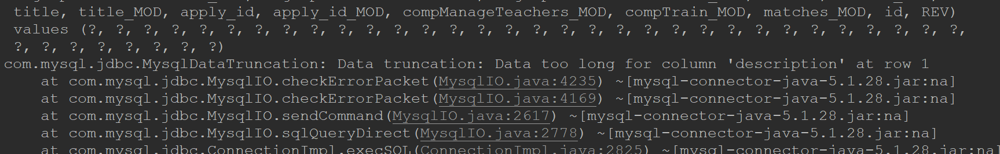 title, title_MOD, apply_id, apply_id_MOD, compManageTeachers_MOD, compTrain_MOD, matches_MOD, id, REV)
values (?, ?, ?, ?, ?, ?, ?, ?, ?, ?, ?, ?, ?, ?, ?, ?, ?, ?, ?, ?, ?, ?, ?, ?, ?, ?, ?, ?, ?, ?, ?, ?,
?, ?, ?, ?, ?, ?, ?, ?)
com.mysql.jdbc.MysqlDataTruncation: Data truncation: Data too long for column 'description' at row 1
at com.mysql.jdbc.MysqlIO.checkErrorPacket(MysqlIO.java:4235) ~[mysql-connector-java-5.1.28.jar:na]
at com.mysql.jdbc.MysqlIO.checkErrorPacket(MysqlIO.java:4169) ~[mysql-connector-java-5.1.28.jar:na]
at com.mysql.jdbc.MysqlIO.sendCommand(MysqlIO.java:2617) ~[mysql-connector-java-5.1.28.jar:na]
at com.mysql.jdbc.MysqlIO.sqlQueryDirect(MysqlIO.java:2778) ~[mysql-connector-java-5.1.28.jar:na]
at com.mysql.jdbc.ConnectionImpl.execSQL(ConnectionImpl.java:2825) ~[mysql-connector-java-5.1.28.jar:na]